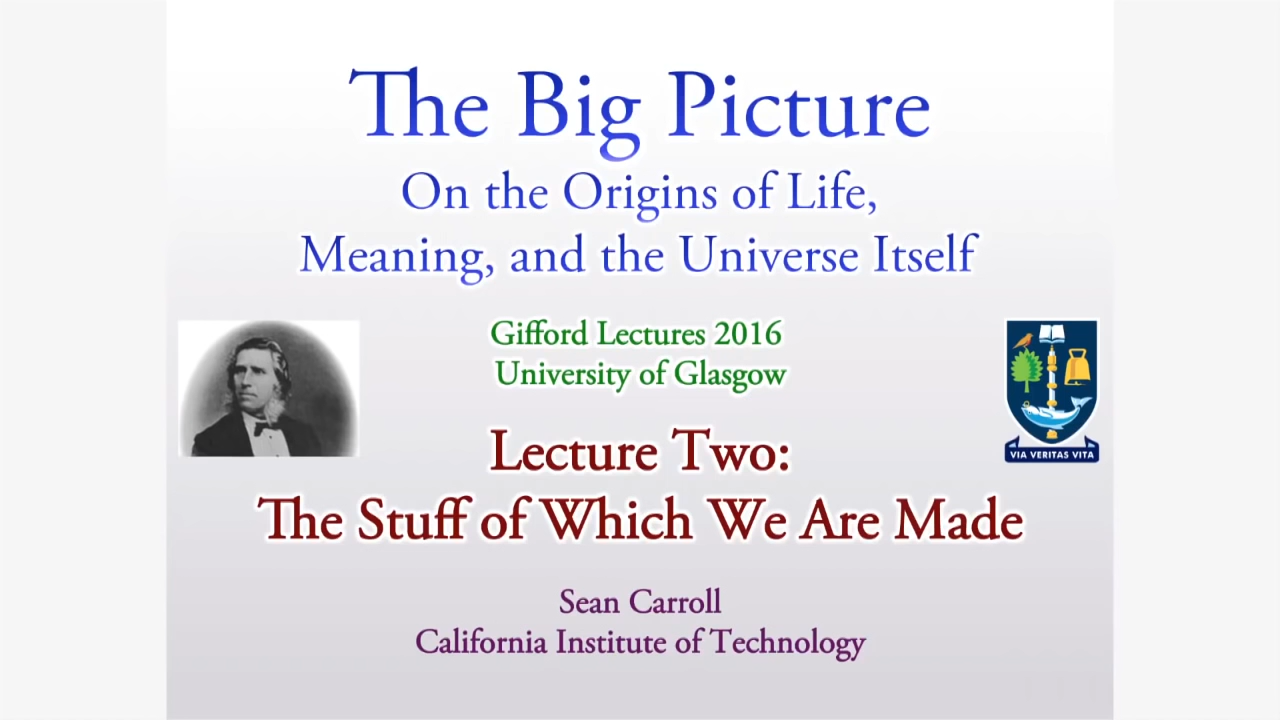 The Big Picture
On the Origins of Life,
Meaning, and the Universe Itself
Gifford Lectures 2016
University of Glasgow
VIA VERITAS VITA
Lecture Two:
The Stuff of Which We Are Made
Sean Carroll
California Institute of Technology